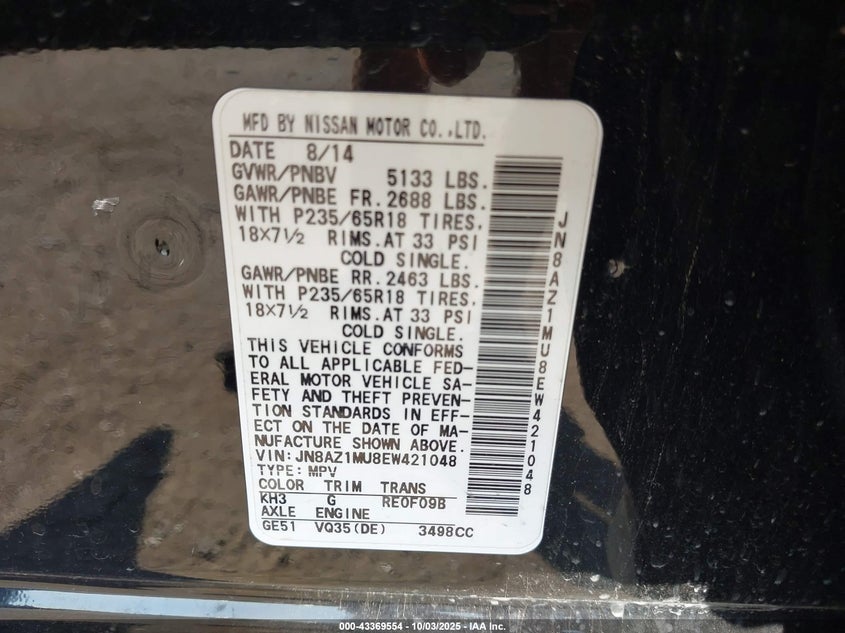 MFD BY NISSAN MOTOR CO.,LTD.
DATE 8/14
GVWR/PNBV 5133 LBS.
GAWR/PNBE FR. 2688 LBS.
WITH P235/65R18 TIRES,
18×7½ RIMS.AT 33 PSI
COLD SINGLE.
GAWR/PNBE RR. 2463 LBS.
WITH P235/65R18 TIRES,
18×7½ RIMS.AT 33 PSI
COLD SINGLE.
THIS VEHICLE CONFORMS
TO ALL APPLICABLE FED-
ERAL MOTOR VEHICLE SA-
FETY AND THEFT PREVEN-
TION STANDARDS IN EFF-
ECT ON THE DATE OF MA-
NUFACTURE SHOWN ABOVE.
VIN: JN8AZ1MU8EW421048
TYPE: MPV
COLOR TRIM TRANS
KH3 G RE0F09B
AXLE ENGINE
GE51 VQ35(DE) 3498CC
JN8AZ1MU8EW421048
000-43369554 - 10/03/2025 - IAA Inc.